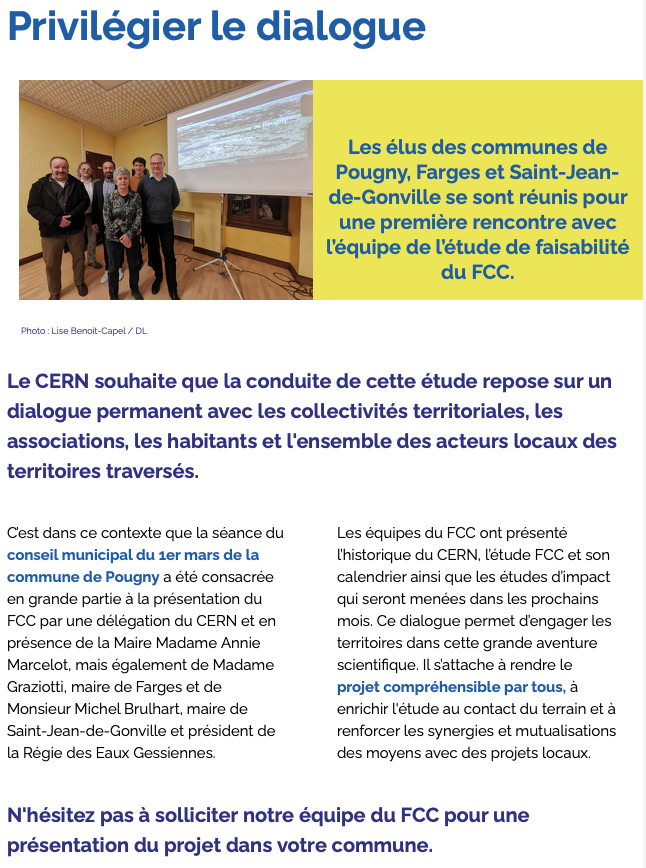 Privilégier le dialogue
Les élus des communes de
Pougny, Farges et Saint-Jean-
de-Gonville se sont réunis pour
une première rencontre avec
l'équipe de l'étude de faisabilité
du FCC.
Photo : Lise Benoit-Capel / DL
Le CERN souhaite que la conduite de cette étude repose sur un
dialogue permanent avec les collectivités territoriales, les
associations, les habitants et l'ensemble des acteurs locaux des
territoires traversés.
C'est dans ce contexte que la séance du
conseil municipal du 1er mars de la
commune de Pougny a été consacrée
en grande partie à la présentation du
FCC par une délégation du CERN et en
présence de la Maire Madame Annie
Marcelot, mais également de Madame
Graziotti, maire de Farges et de
Monsieur Michel Brulhart, maire de
Saint-Jean-de-Gonville et président de
la Régie des Eaux Gessiennes.
Les équipes du FCC ont présenté
l'historique du CERN, l'étude FCC et son
calendrier ainsi que les études d'impact
qui seront menées dans les prochains
mois. Ce dialogue permet d'engager les
territoires dans cette grande aventure
scientifique. Il s'attache à rendre le
projet compréhensible par tous, à
enrichir l'étude au contact du terrain et à
renforcer les synergies et mutualisations
des moyens avec des projets locaux.
N'hésitez pas à solliciter notre équipe du FCC pour une
présentation du projet dans votre commune.